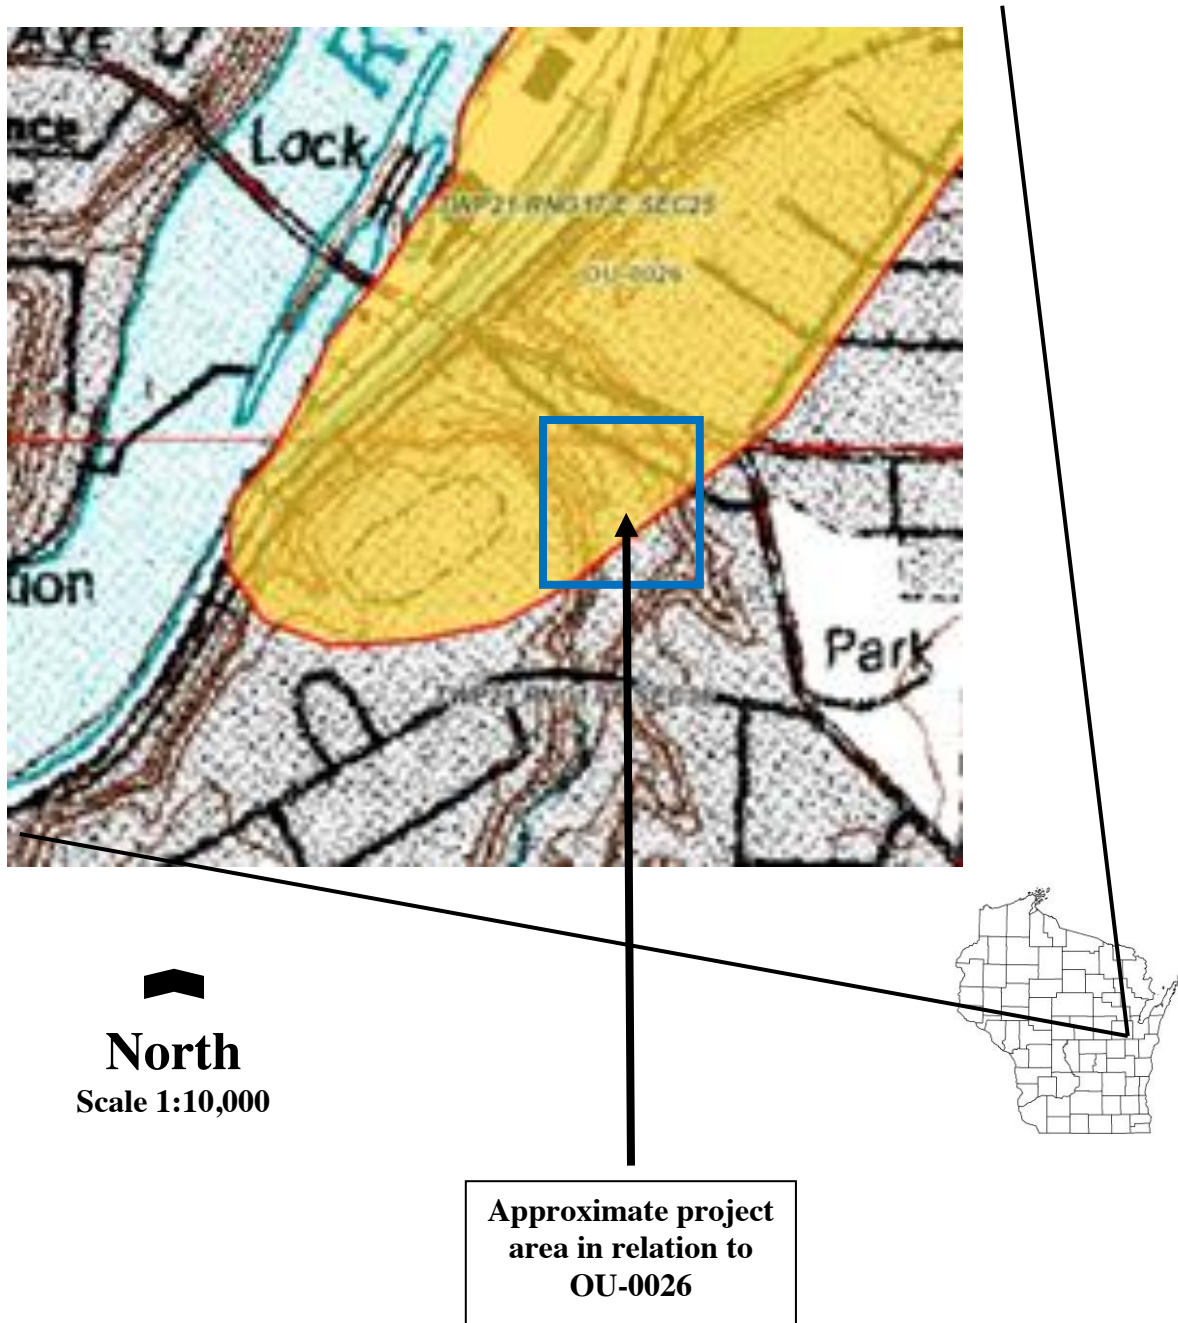 Ave
R
Lock
TWP21-RNG17E SEC25
OU-0026
Park
North
Scale 1:10,000
Approximate project
area in relation to
OU-0026